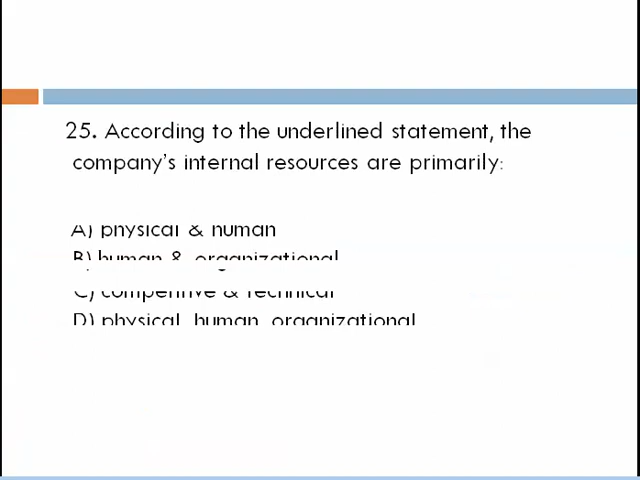 25. According to the underlined statement, the
company's internal resources are primarily:
A) physical & human
B) human & organizational
C) competitive & technical
D) physical, human, organizational